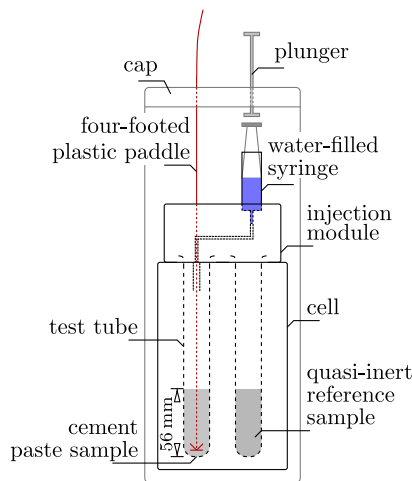 plunger
cap
four-footed
plastic paddle
water-filled
syringe
injection
module
cell
test tube
quasi-inert
reference
sample
56 mm
cement
paste sample